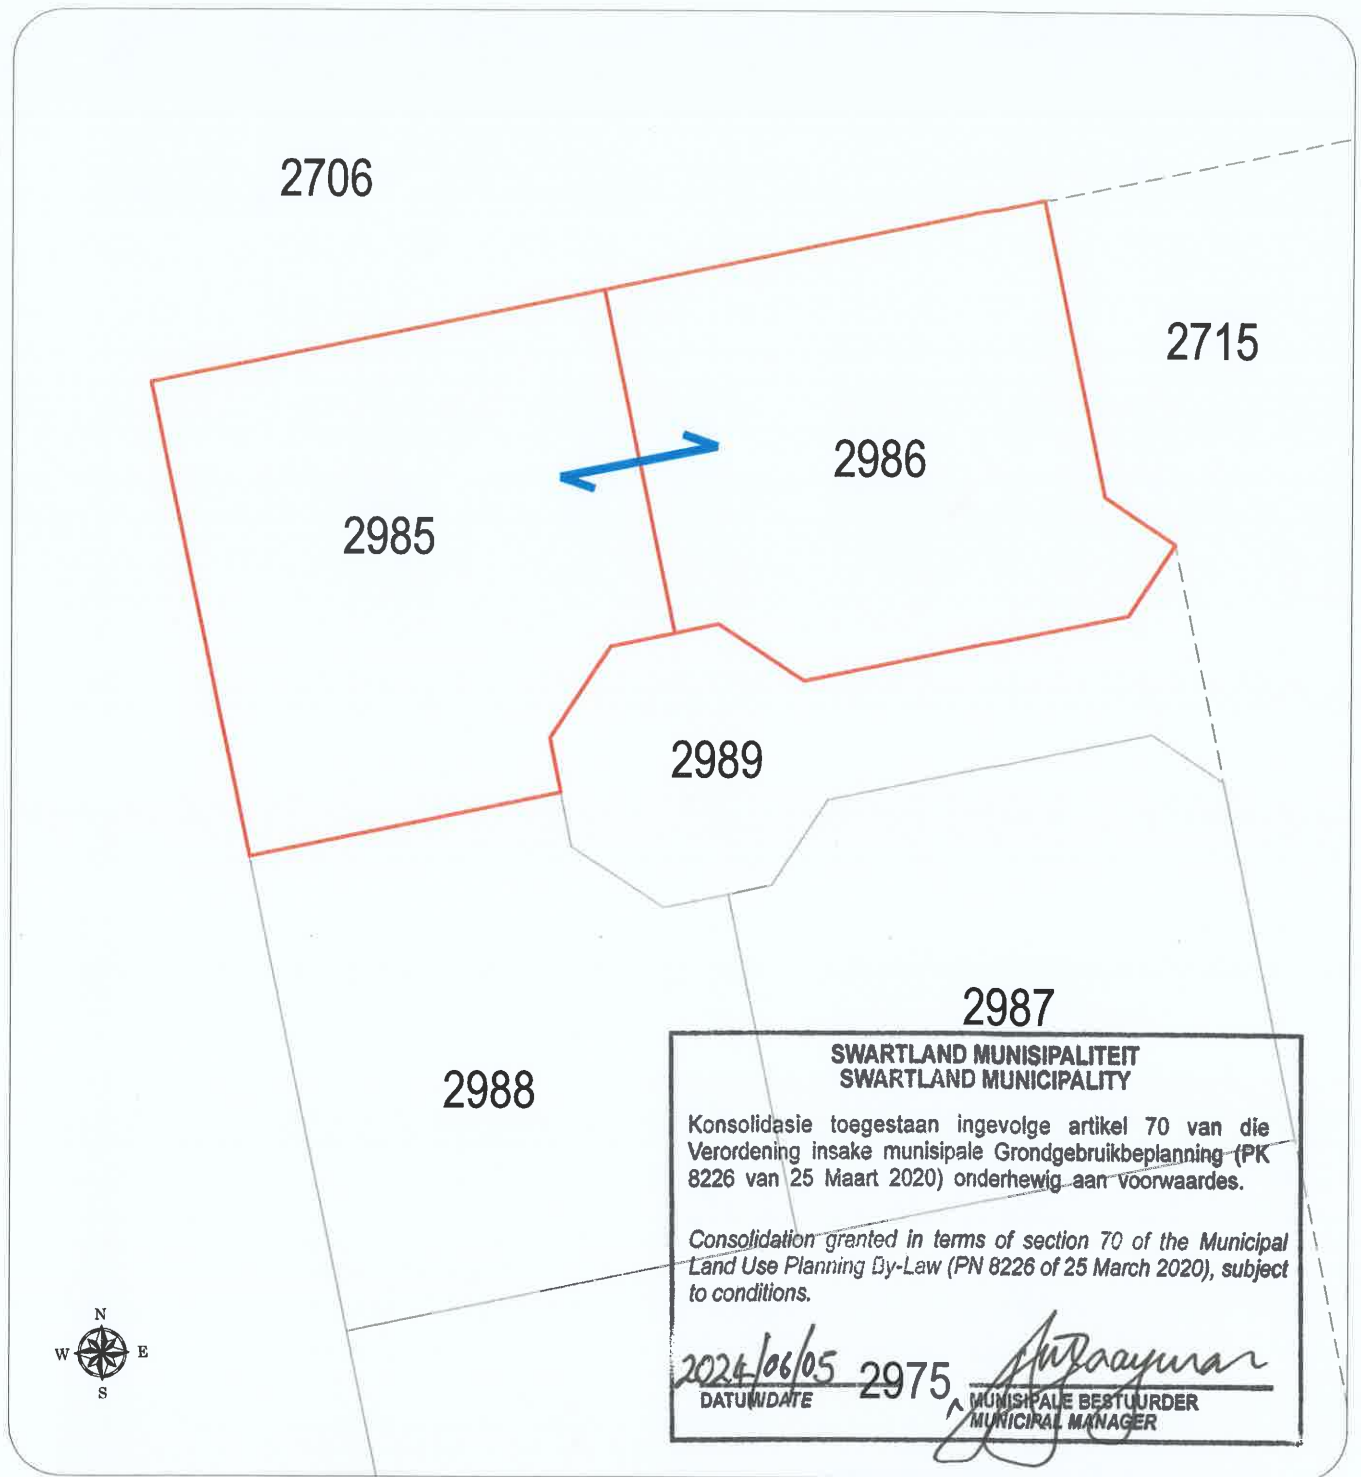 2706
2715
2986
2985
2989
2987
2988
SWARTLAND MUNISIPALITEIT
SWARTLAND MUNICIPALITY
Konsolidasie toegestaan ingevolge artikel 70 van die
Verordening insake munisipale Grondgebruikbeplanning (PK
8226 van 25 Maart 2020) onderhewig aan voorwaardes.
Consolidation granted in terms of section 70 of the Municipal
Land Use Planning By-Law (PN 8226 of 25 March 2020), subject
to conditions.
2024/06/05
2975
DATUM/DATE
MUNISIPALE BESTUURDER
MUNICIPAL MANAGER
N
W E
S